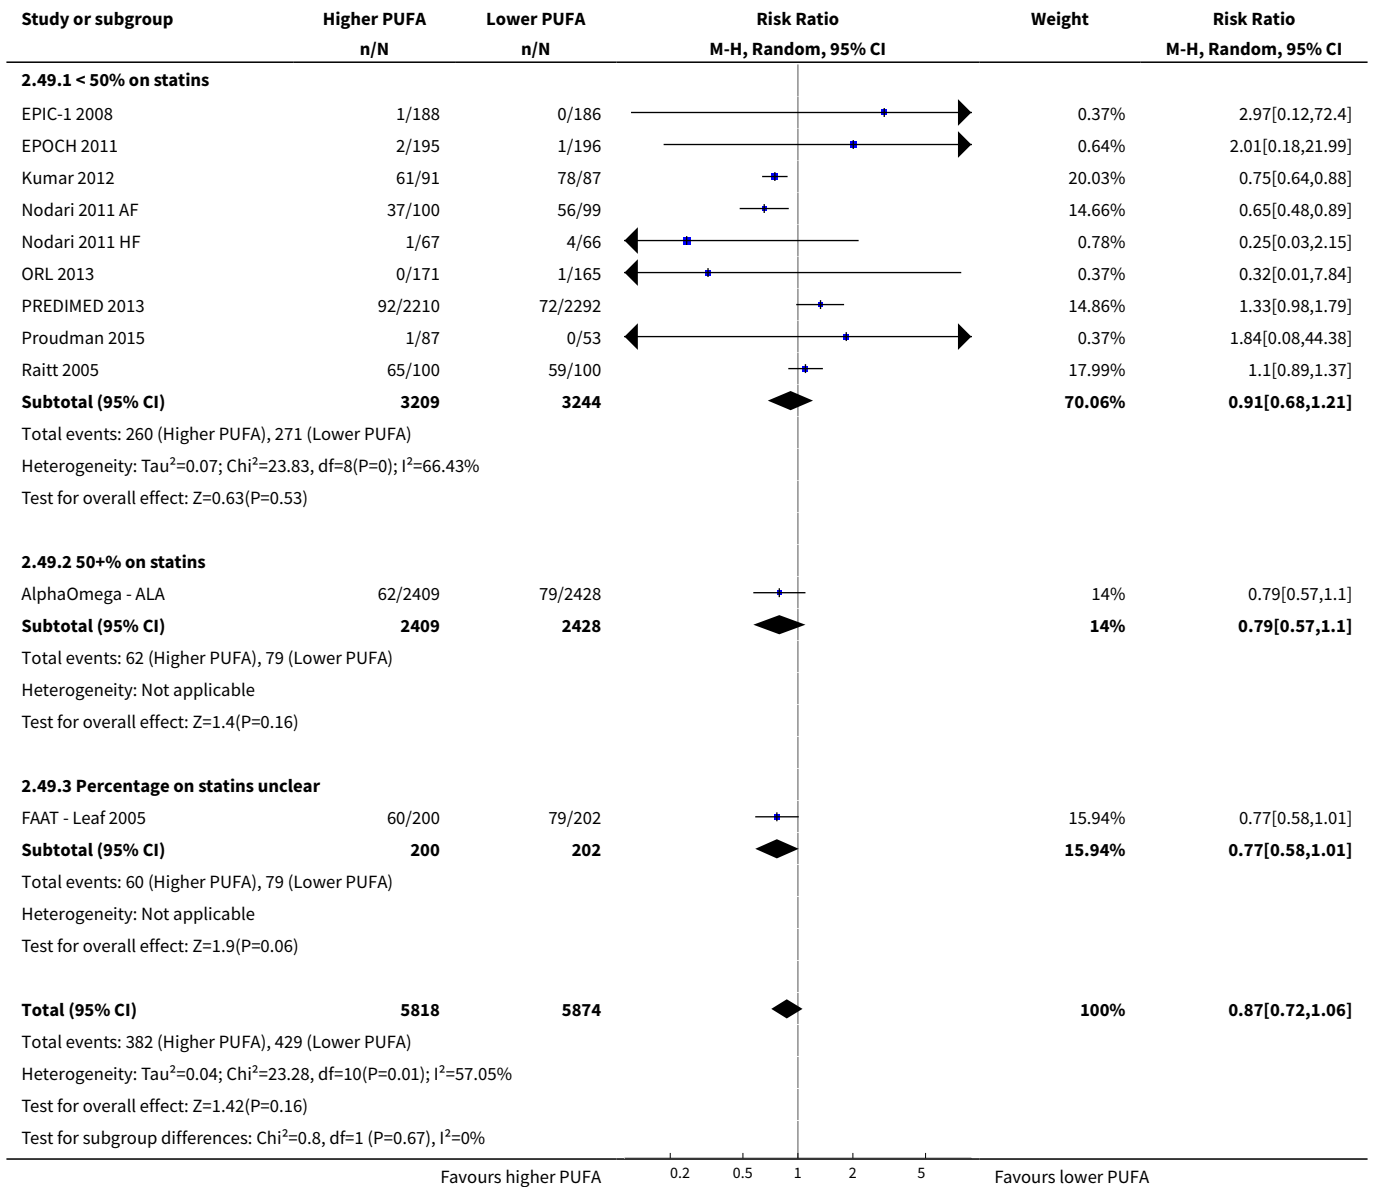 Study or subgroup Higher PUFA Lower PUFA Risk Ratio Weight Risk Ratio
n/N n/N M-H, Random, 95% CI M-H, Random, 95% CI
2.49.1 < 50% on statins
EPIC-1 2008 1/188 0/186 0.37% 2.97[0.12,72.4]
EPOCH 2011 2/195 1/196 0.64% 2.01[0.18,21.99]
Kumar 2012 61/91 78/87 20.03% 0.75[0.64,0.88]
Nodari 2011 AF 37/100 56/99 14.66% 0.65[0.48,0.89]
Nodari 2011 HF 1/67 4/66 0.78% 0.25[0.03,2.15]
ORL 2013 0/171 1/165 0.37% 0.32[0.01,7.84]
PREDIMED 2013 92/2210 72/2292 14.86% 1.33[0.98,1.79]
Proudman 2015 1/87 0/53 0.37% 1.84[0.08,44.38]
Raitt 2005 65/100 59/100 17.99% 1.1[0.89,1.37]
Subtotal (95% CI) 3209 3244 70.06% 0.91[0.68,1.21]
Total events: 260 (Higher PUFA), 271 (Lower PUFA)
Heterogeneity: Tau²=0.07; Chi²=23.83, df=8(P=0); I²=66.43%
Test for overall effect: Z=0.63(P=0.53)
2.49.2 50+% on statins
AlphaOmega - ALA 62/2409 79/2428 14% 0.79[0.57,1.1]
Subtotal (95% CI) 2409 2428 14% 0.79[0.57,1.1]
Total events: 62 (Higher PUFA), 79 (Lower PUFA)
Heterogeneity: Not applicable
Test for overall effect: Z=1.4(P=0.16)
2.49.3 Percentage on statins unclear
FAAT - Leaf 2005 60/200 79/202 15.94% 0.77[0.58,1.01]
Subtotal (95% CI) 200 202 15.94% 0.77[0.58,1.01]
Total events: 60 (Higher PUFA), 79 (Lower PUFA)
Heterogeneity: Not applicable
Test for overall effect: Z=1.9(P=0.06)
Total (95% CI) 5818 5874 100% 0.87[0.72,1.06]
Total events: 382 (Higher PUFA), 429 (Lower PUFA)
Heterogeneity: Tau²=0.04; Chi²=23.28, df=10(P=0.01); I²=57.05%
Test for overall effect: Z=1.42(P=0.16)
Test for subgroup differences: Chi²=0.8, df=1 (P=0.67), I²=0%
Favours higher PUFA 0.2 0.5 1 2 5 Favours lower PUFA